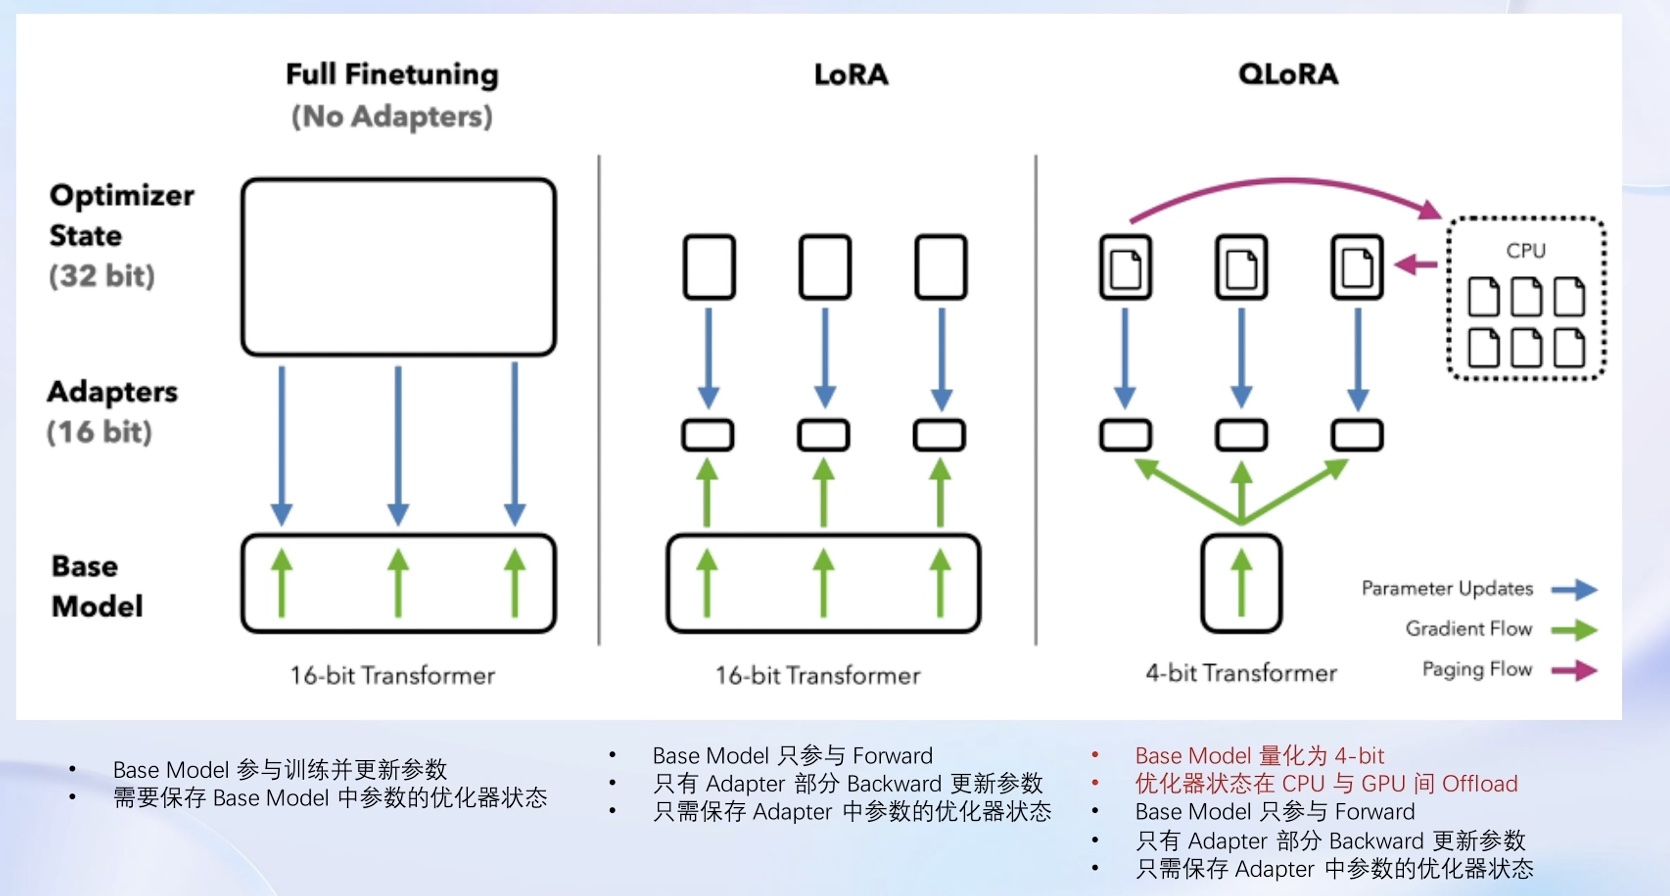 Full Finetuning
(No Adapters)
LoRA
QLoRA
Optimizer
State
(32 bit)
CPU
Adapters
(16 bit)
Base
Model
Parameter Updates
Gradient Flow
Paging Flow
16-bit Transformer
16-bit Transformer
4-bit Transformer
• Base Model 参与训练并更新参数
• 需要保存 Base Model 中参数的优化器状态
• Base Model 只参与 Forward
• 只有 Adapter 部分 Backward 更新参数
• 只需保存 Adapter 中参数的优化器状态
• Base Model 量化为 4-bit
• 优化器状态在 CPU 与 GPU 间 Offload
• Base Model 只参与 Forward
• 只有 Adapter 部分 Backward 更新参数
• 只需保存 Adapter 中参数的优化器状态